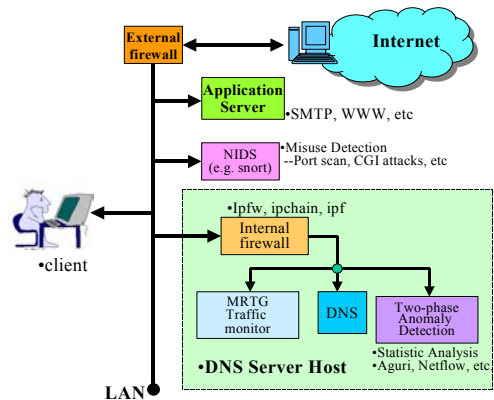 External
firewall
Internet
Application
Server
•SMTP, WWW, etc
NIDS
(e.g. snort)
•Misuse Detection
--Port scan, CGI attacks, etc
•client
•Ipfw, ipchain, ipf
Internal
firewall
MRTG
Traffic
monitor
DNS
Two-phase
Anomaly
Detection
•Statistic Analysis
•Aguri, Netflow, etc.
•DNS Server Host
LAN